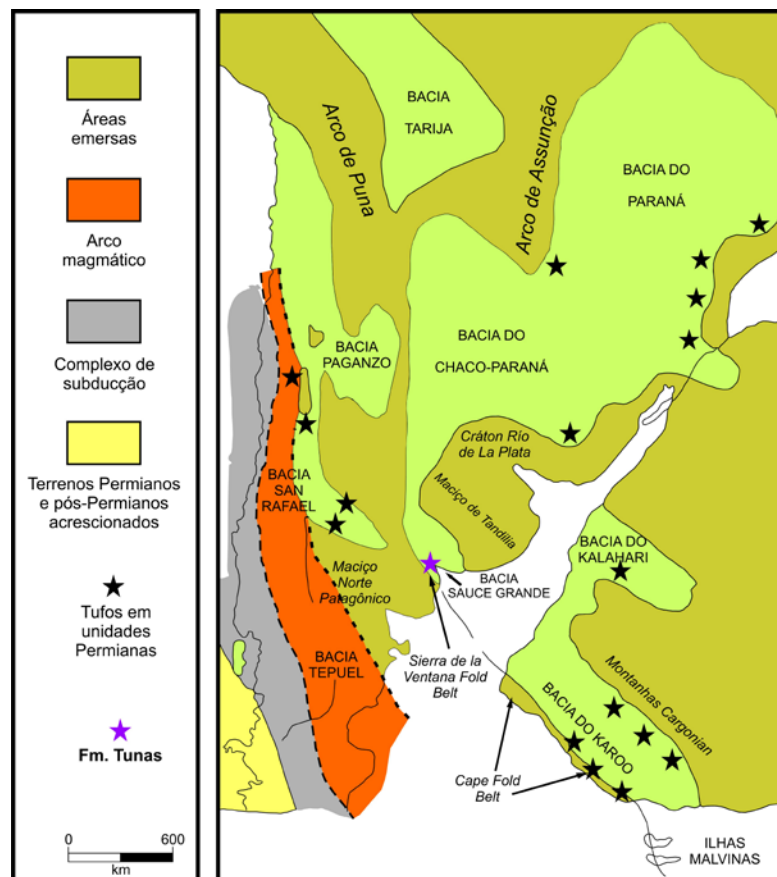 Áreas
emersas
Arco
magmático
Complexo de
subducção
Terrenos Permianos
e pós-Permianos
acrescionados
Tufos em
unidades
Permianas
Fm. Tunas
0 600
km
BACIA
TARIJA
Arco de Puna
Arco de Assunção
BACIA DO
PARANÁ
BACIA
PAGANZO
BACIA DO
CHACO-PARANÁ
Cráton Río
de La Plata
Maciço de Tandilia
BACIA
SAN
RAFAEL
BACIA DO
KALAHARI
Maciço
Norte
Patagônico
BACIA
SAUCE GRANDE
BACIA
TEPUEL
Sierra de la
Ventana Fold
Belt
Montanhas Cargonian
BACIA DO KAROO
Cape Fold
Belt
ILHAS
MALVINAS